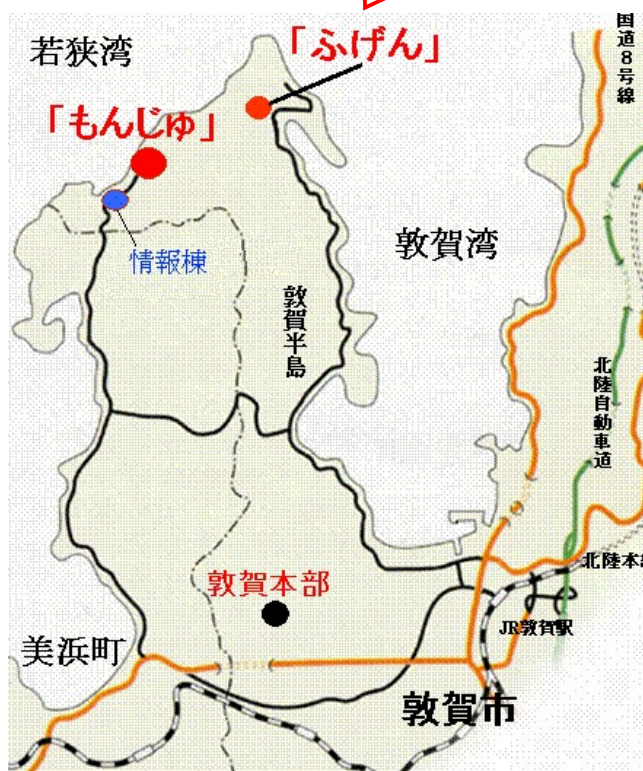 若狭湾
「ふげん」
国道8号線
「もんじゅ」
情報棟
敦賀湾
敦賀半島
北陸自動車道
敦賀本部
北陸本線
JR敦賀駅
美浜町
敦賀市